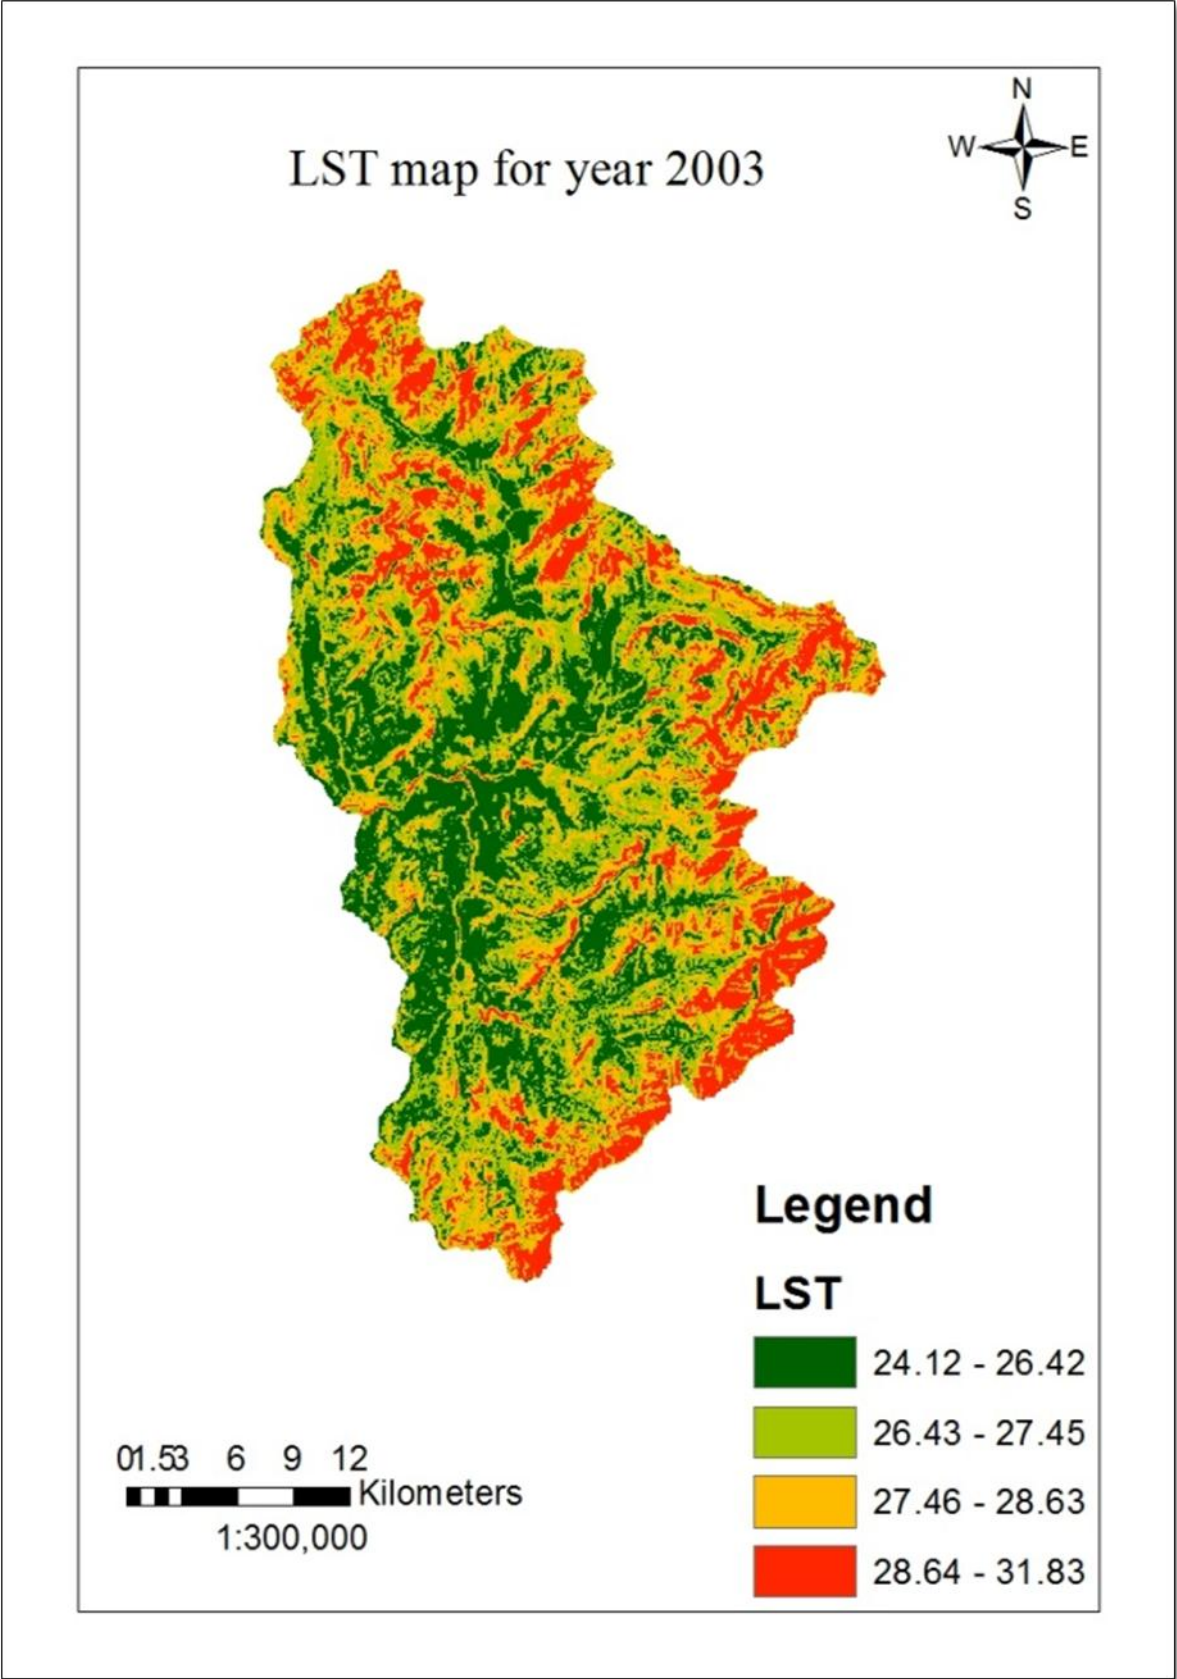 N
W E
S
LST map for year 2003
Legend
LST
24.12 - 26.42
26.43 - 27.45
27.46 - 28.63
28.64 - 31.83
01.53 6 9 12
Kilometers
1:300,000